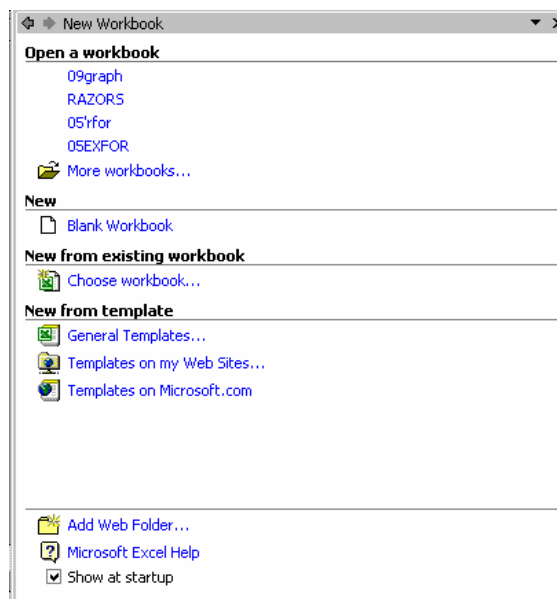 New Workbook
Open a workbook
09graph
RAZORS
05'rfor
05EXFOR
More workbooks...
New
Blank Workbook
New from existing workbook
Choose workbook...
New from template
General Templates...
Templates on my Web Sites...
Templates on Microsoft.com
Add Web Folder...
Microsoft Excel Help
Show at startup